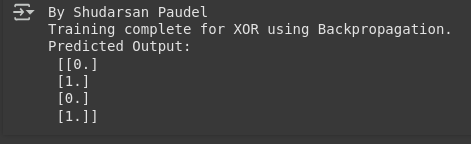 By Shudarsan Paudel
Training complete for XOR using Backpropagation.
Predicted Output:
[[0.]
[1.]
[0.]
[1.]]